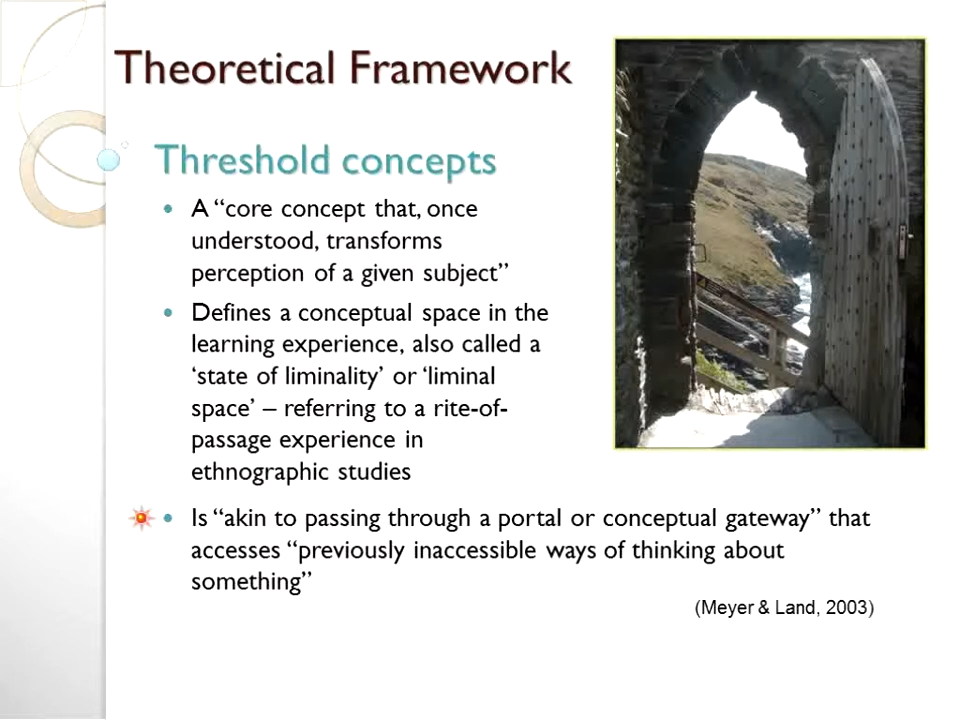 Theoretical Framework
Threshold concepts
A “core concept that, once
understood, transforms
perception of a given subject”
Defines a conceptual space in the
learning experience, also called a
‘state of liminality’ or ‘liminal
space’ – referring to a rite-of-
passage experience in
ethnographic studies
Is “akin to passing through a portal or conceptual gateway” that
accesses “previously inaccessible ways of thinking about
something”
(Meyer & Land, 2003)